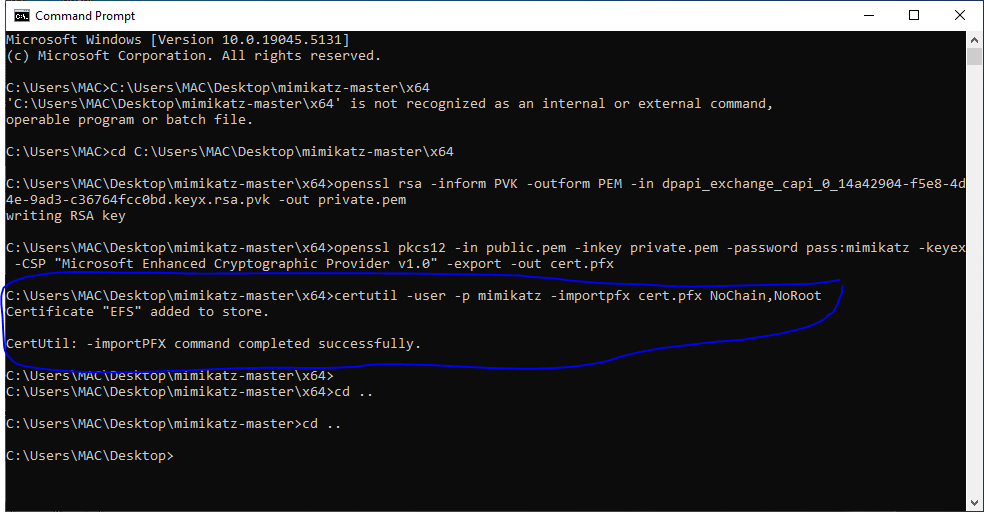 Command Prompt
Microsoft Windows [Version 10.0.19045.5131]
(c) Microsoft Corporation. All rights reserved.
C:\Users\MAC>C:\Users\MAC\Desktop\mimikatz-master\x64
'C:\Users\MAC\Desktop\mimikatz-master\x64' is not recognized as an internal or external command,
operable program or batch file.
C:\Users\MAC>cd C:\Users\MAC\Desktop\mimikatz-master\x64
C:\Users\MAC\Desktop\mimikatz-master\x64>openssl rsa -inform PVK -outform PEM -in dpapi_exchange_capi_0_14a42904-f5e8-4d
4e-9ad3-c36764fcc0bd.keyx.rsa.pvk -out private.pem
writing RSA key
C:\Users\MAC\Desktop\mimikatz-master\x64>openssl pkcs12 -in public.pem -inkey private.pem -password pass:mimikatz -keyex
-CSP "Microsoft Enhanced Cryptographic Provider v1.0" -export -out cert.pfx
C:\Users\MAC\Desktop\mimikatz-master\x64>certutil -user -p mimikatz -importpfx cert.pfx NoChain,NoRoot
Certificate "EFS" added to store.
CertUtil: -importPFX command completed successfully.
C:\Users\MAC\Desktop\mimikatz-master\x64>
C:\Users\MAC\Desktop\mimikatz-master\x64>cd ..
C:\Users\MAC\Desktop\mimikatz-master>cd ..
C:\Users\MAC\Desktop>